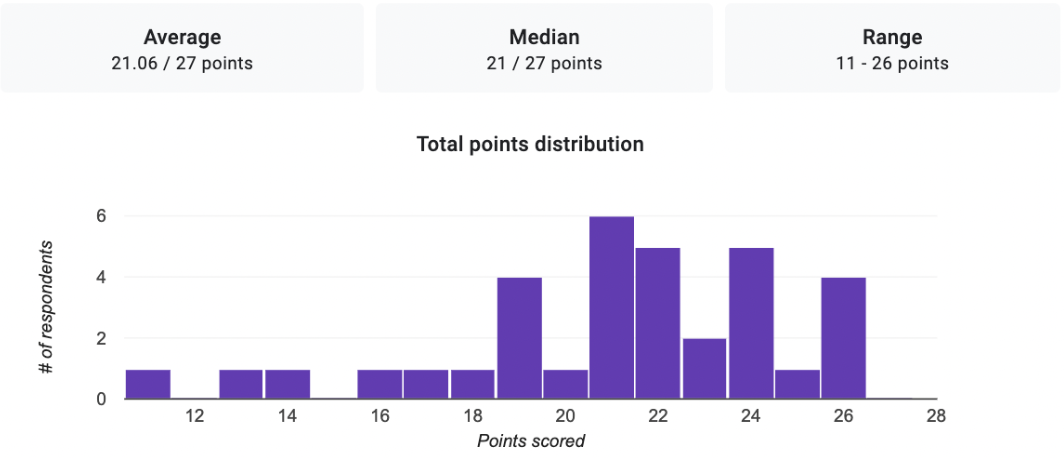 Average
21.06 / 27 points
Median
21 / 27 points
Range
11 - 26 points
Total points distribution
# of respondents
6
4
2
0
12 14 16 18 20 22 24 26 28
Points scored